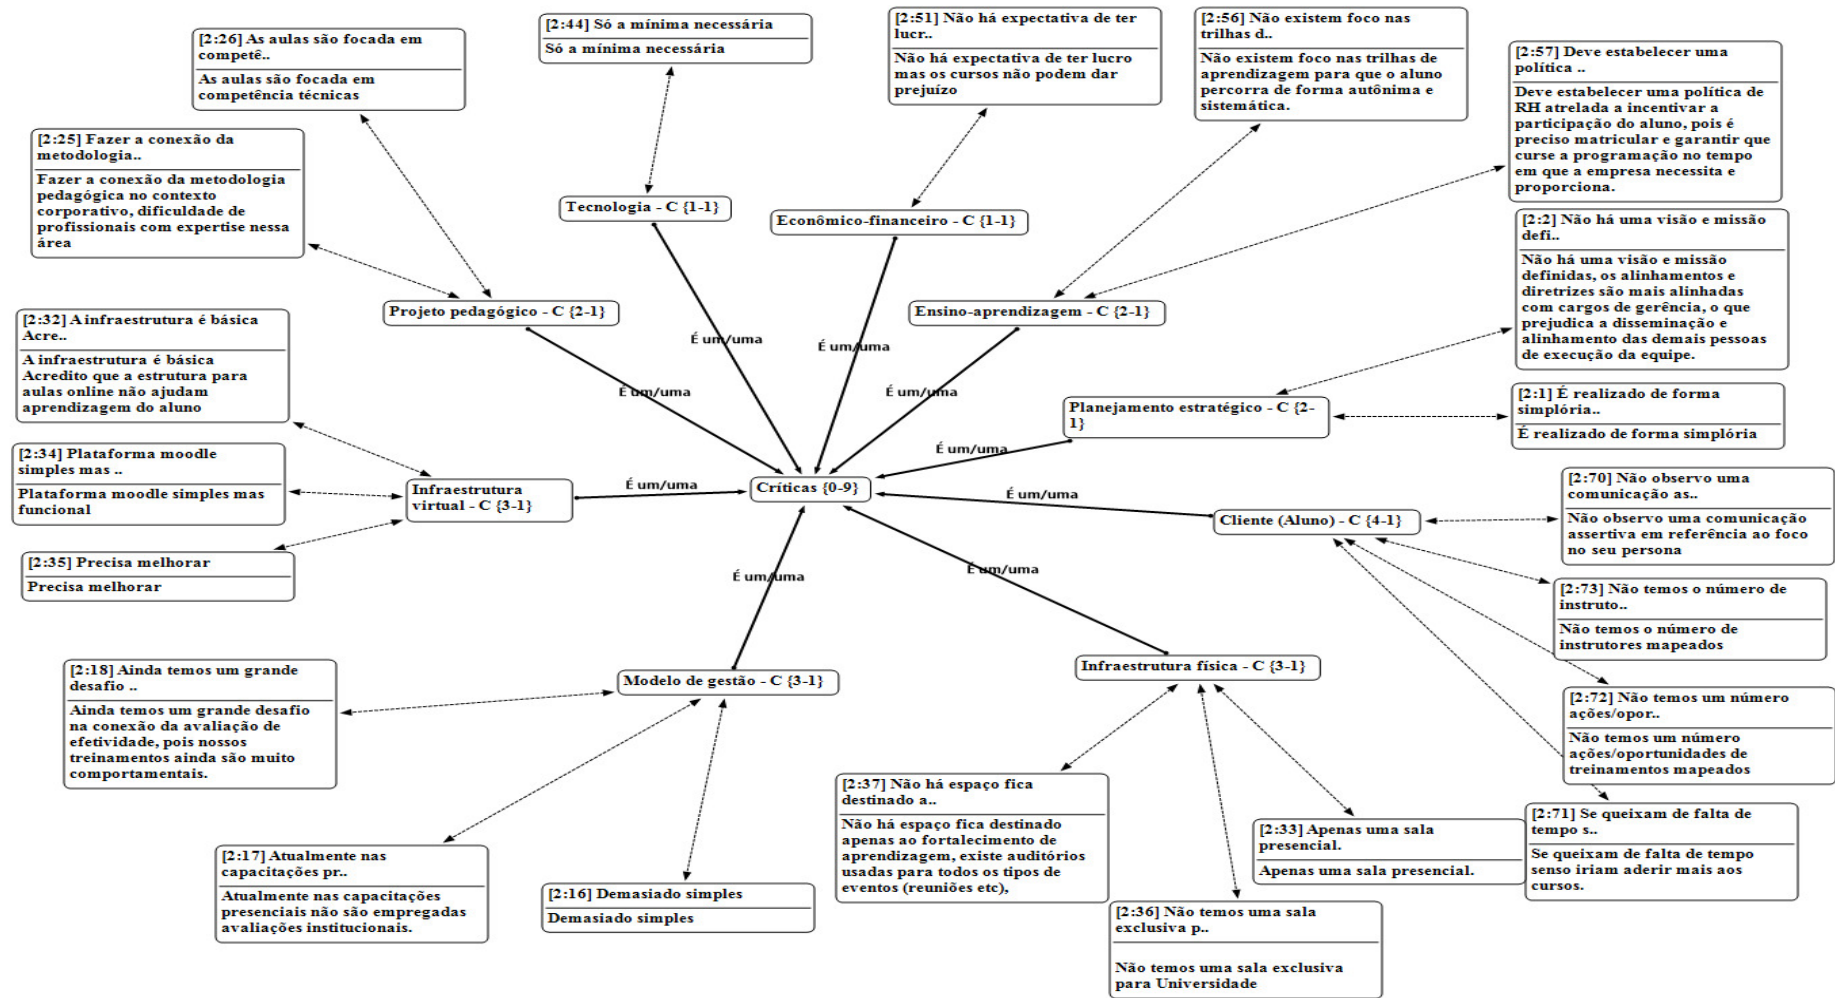 [2:26] As aulas são focada em
competê..
As aulas são focada em
competência técnicas
[2:44] Só a mínima necessária
Só a mínima necessária
[2:51] Não há expectativa de ter
lucr..
Não há expectativa de ter lucro
mas os cursos não podem dar
prejuízo
[2:56] Não existem foco nas
trilhas d..
Não existem foco nas trilhas de
aprendizagem para que o aluno
percorra de forma autônima e
sistemática.
[2:57] Deve estabelecer uma
política ..
Deve estabelecer uma política de
RH atrelada a incentivar a
participação do aluno, pois é
preciso matricular e garantir que
curse a programação no tempo
em que a empresa necessita e
proporciona.
[2:25] Fazer a conexão da
metodologia..
Fazer a conexão da metodologia
pedagógica no contexto
corporativo, dificuldade de
profissionais com expertise nessa
área
Tecnologia - C {1-1}
Econômico-financeiro - C {1-1}
[2:2] Não há uma visão e missão
defi..
Não há uma visão e missão
definidas, os alinhamentos e
diretrizes são mais alinhadas
com cargos de gerência, o que
prejudica a disseminação e
alinhamento das demais pessoas
de execução da equipe.
Projeto pedagógico - C {2-1}
Ensino-aprendizagem - C {2-1}
[2:32] A infraestrutura é básica
Acre..
A infraestrutura é básica
Acredito que a estrutura para
aulas online não ajudam
aprendizagem do aluno
É um/uma
É um/uma
É um/uma
É um/uma
Planejamento estratégico - C {2-
1}
[2:1] É realizado de forma
simplória..
É realizado de forma simplória
É um/uma
[2:34] Plataforma moodle
simples mas ..
Plataforma moodle simples mas
funcional
Infraestrutura
virtual - C {3-1}
É um/uma
Críticas {0-9}
É um/uma
Cliente (Aluno) - C {4-1}
[2:70] Não observo uma
comunicação as..
Não observo uma comunicação
assertiva em referência ao foco
no seu persona
[2:35] Precisa melhorar
Precisa melhorar
É um/uma
É um/uma
[2:73] Não temos o número de
instruto..
Não temos o número de
instrutores mapeados
[2:18] Ainda temos um grande
desafio ..
Ainda temos um grande desafio
na conexão da avaliação de
efetividade, pois nossos
treinamentos ainda são muito
comportamentais.
Modelo de gestão - C {3-1}
Infraestrutura física - C {3-1}
[2:72] Não temos um número
ações/opor..
Não temos um número
ações/oportunidades de
treinamentos mapeados
[2:37] Não há espaço fica
destinado a..
Não há espaço fica destinado
apenas ao fortalecimento de
aprendizagem, existe auditórios
usadas para todos os tipos de
eventos (reuniões etc),
[2:33] Apenas uma sala
presencial.
Apenas uma sala presencial.
[2:71] Se queixam de falta de
tempo s..
Se queixam de falta de tempo
senso iriam aderir mais aos
cursos.
[2:17] Atualmente nas
capacitações pr..
Atualmente nas capacitações
presenciais não são empregadas
avaliações institucionais.
[2:16] Demasiado simples
Demasiado simples
[2:36] Não temos uma sala
exclusiva p..
Não temos uma sala exclusiva
para Universidade